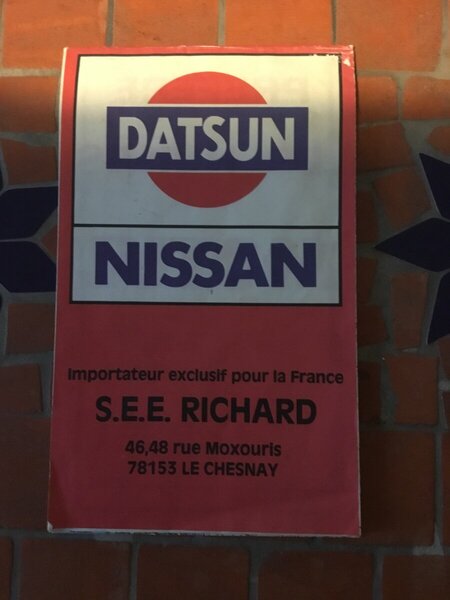 DATSUN
NISSAN
Importateur exclusif pour la France
S.E.E. RICHARD
46,48 rue Moxouris
78153 LE CHESNAY